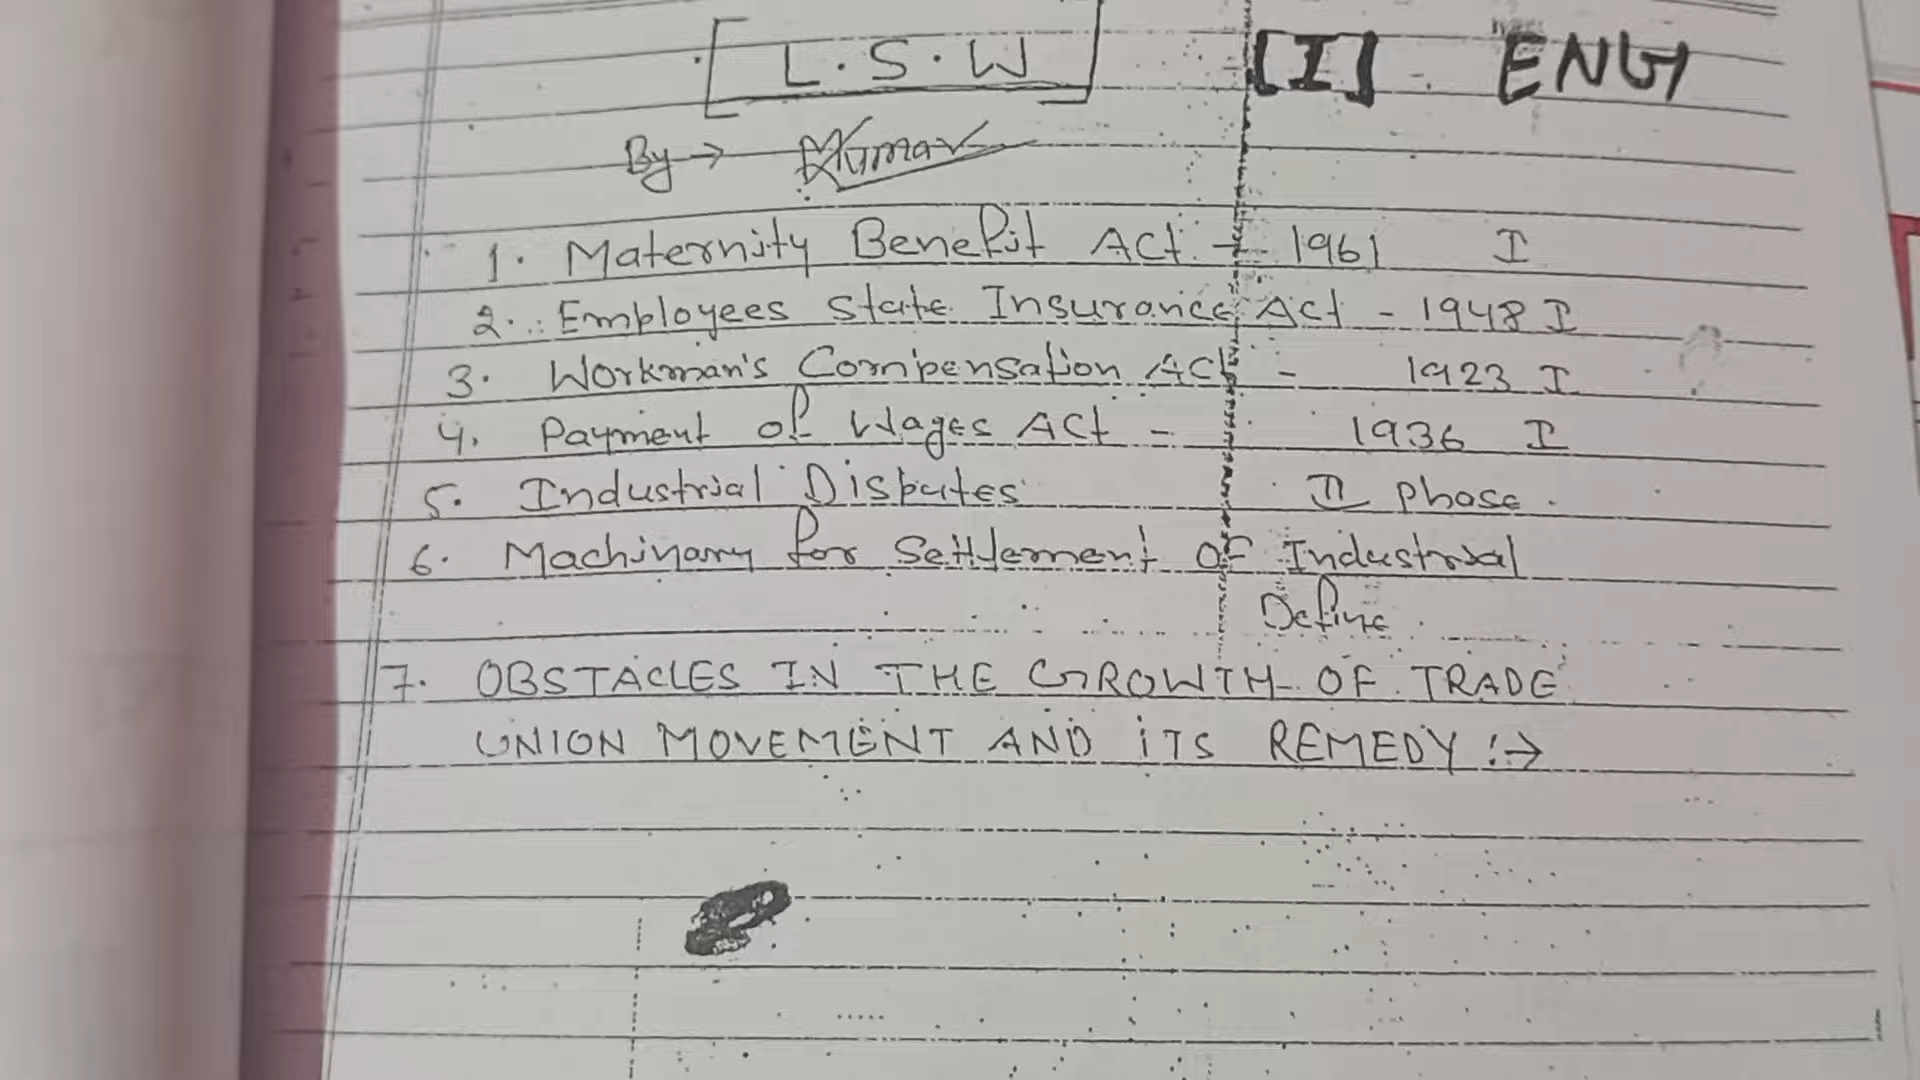 L.S.W [I] ENG
By → Kumar
1. Maternity Benefit Act - 1961 I
2. Employees State Insurance Act - 1948 I
3. Workman's Compensation Act - 1923 I
4. Payment of Wages Act - 1936 I
5. Industrial Disputes II phase.
6. Machinary for Settlement of Industrial
Define
7. OBSTACLES IN THE GROWTH OF TRADE
UNION MOVEMENT AND ITS REMEDY :→